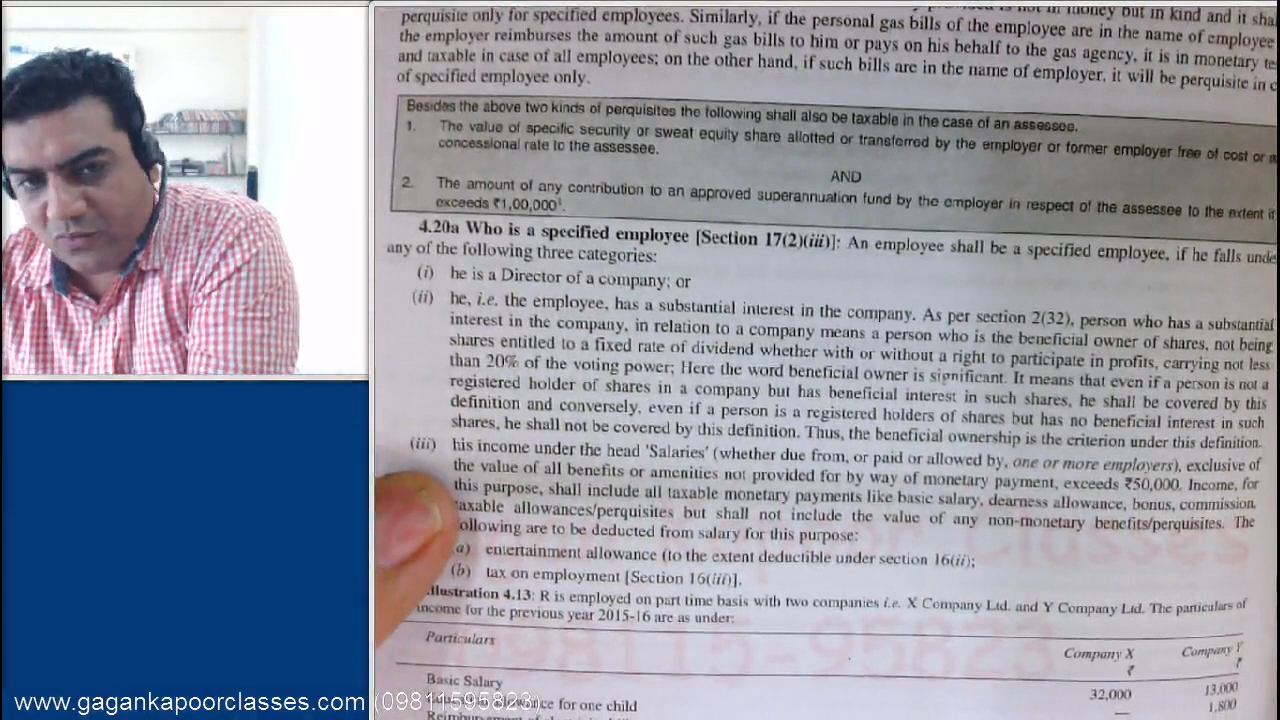 is not in money but in kind and it sha
perquisite only for specified employees. Similarly, if the personal gas bills of the employee are in the name of employee
the employer reimburses the amount of such gas bills to him or pays on his behalf to the gas agency, it is in monetary te
and taxable in case of all employees; on the other hand, if such bills are in the name of employer, it will be perquisite in c
of specified employee only.
Besides the above two kinds of perquisites the following shall also be taxable in the case of an assessee.
1. The value of specific security or sweat equity share allotted or transferred by the employer or former employer free of cost or a
concessional rate to the assessee.
AND
2. The amount of any contribution to an approved superannuation fund by the employer in respect of the assessee to the extent it
exceeds ₹1,00,000¹.
4.20a Who is a specified employee [Section 17(2)(iii)]: An employee shall be a specified employee, if he falls unde
any of the following three categories:
(i) he is a Director of a company; or
(ii) he, i.e. the employee, has a substantial interest in the company. As per section 2(32), person who has a substantial
interest in the company, in relation to a company means a person who is the beneficial owner of shares, not being
shares entitled to a fixed rate of dividend whether with or without a right to participate in profits, carrying not less
than 20% of the voting power; Here the word beneficial owner is significant. It means that even if a person is not a
registered holder of shares in a company but has beneficial interest in such shares, he shall be covered by this
definition and conversely, even if a person is a registered holders of shares but has no beneficial interest in such
shares, he shall not be covered by this definition. Thus, the beneficial ownership is the criterion under this definition.
(iii) his income under the head 'Salaries' (whether due from, or paid or allowed by, one or more employers), exclusive of
the value of all benefits or amenities not provided for by way of monetary payment, exceeds ₹50,000. Income, for
this purpose, shall include all taxable monetary payments like basic salary, dearness allowance, bonus, commission,
taxable allowances/perquisites but shall not include the value of any non-monetary benefits/perquisites. The
ollowing are to be deducted from salary for this purpose:
a) entertainment allowance (to the extent deductible under section 16(ii);
(b) tax on employment [Section 16(iii)].
llustration 4.13: R is employed on part time basis with two companies i.e. X Company Ltd. and Y Company Ltd. The particulars of
income for the previous year 2015-16 are as under:
Particulars Company X Company Y
₹ ₹
Basic Salary 32,000 13,000
for one child — 1,800
www.gagankapoorclasses.com (09811595823)